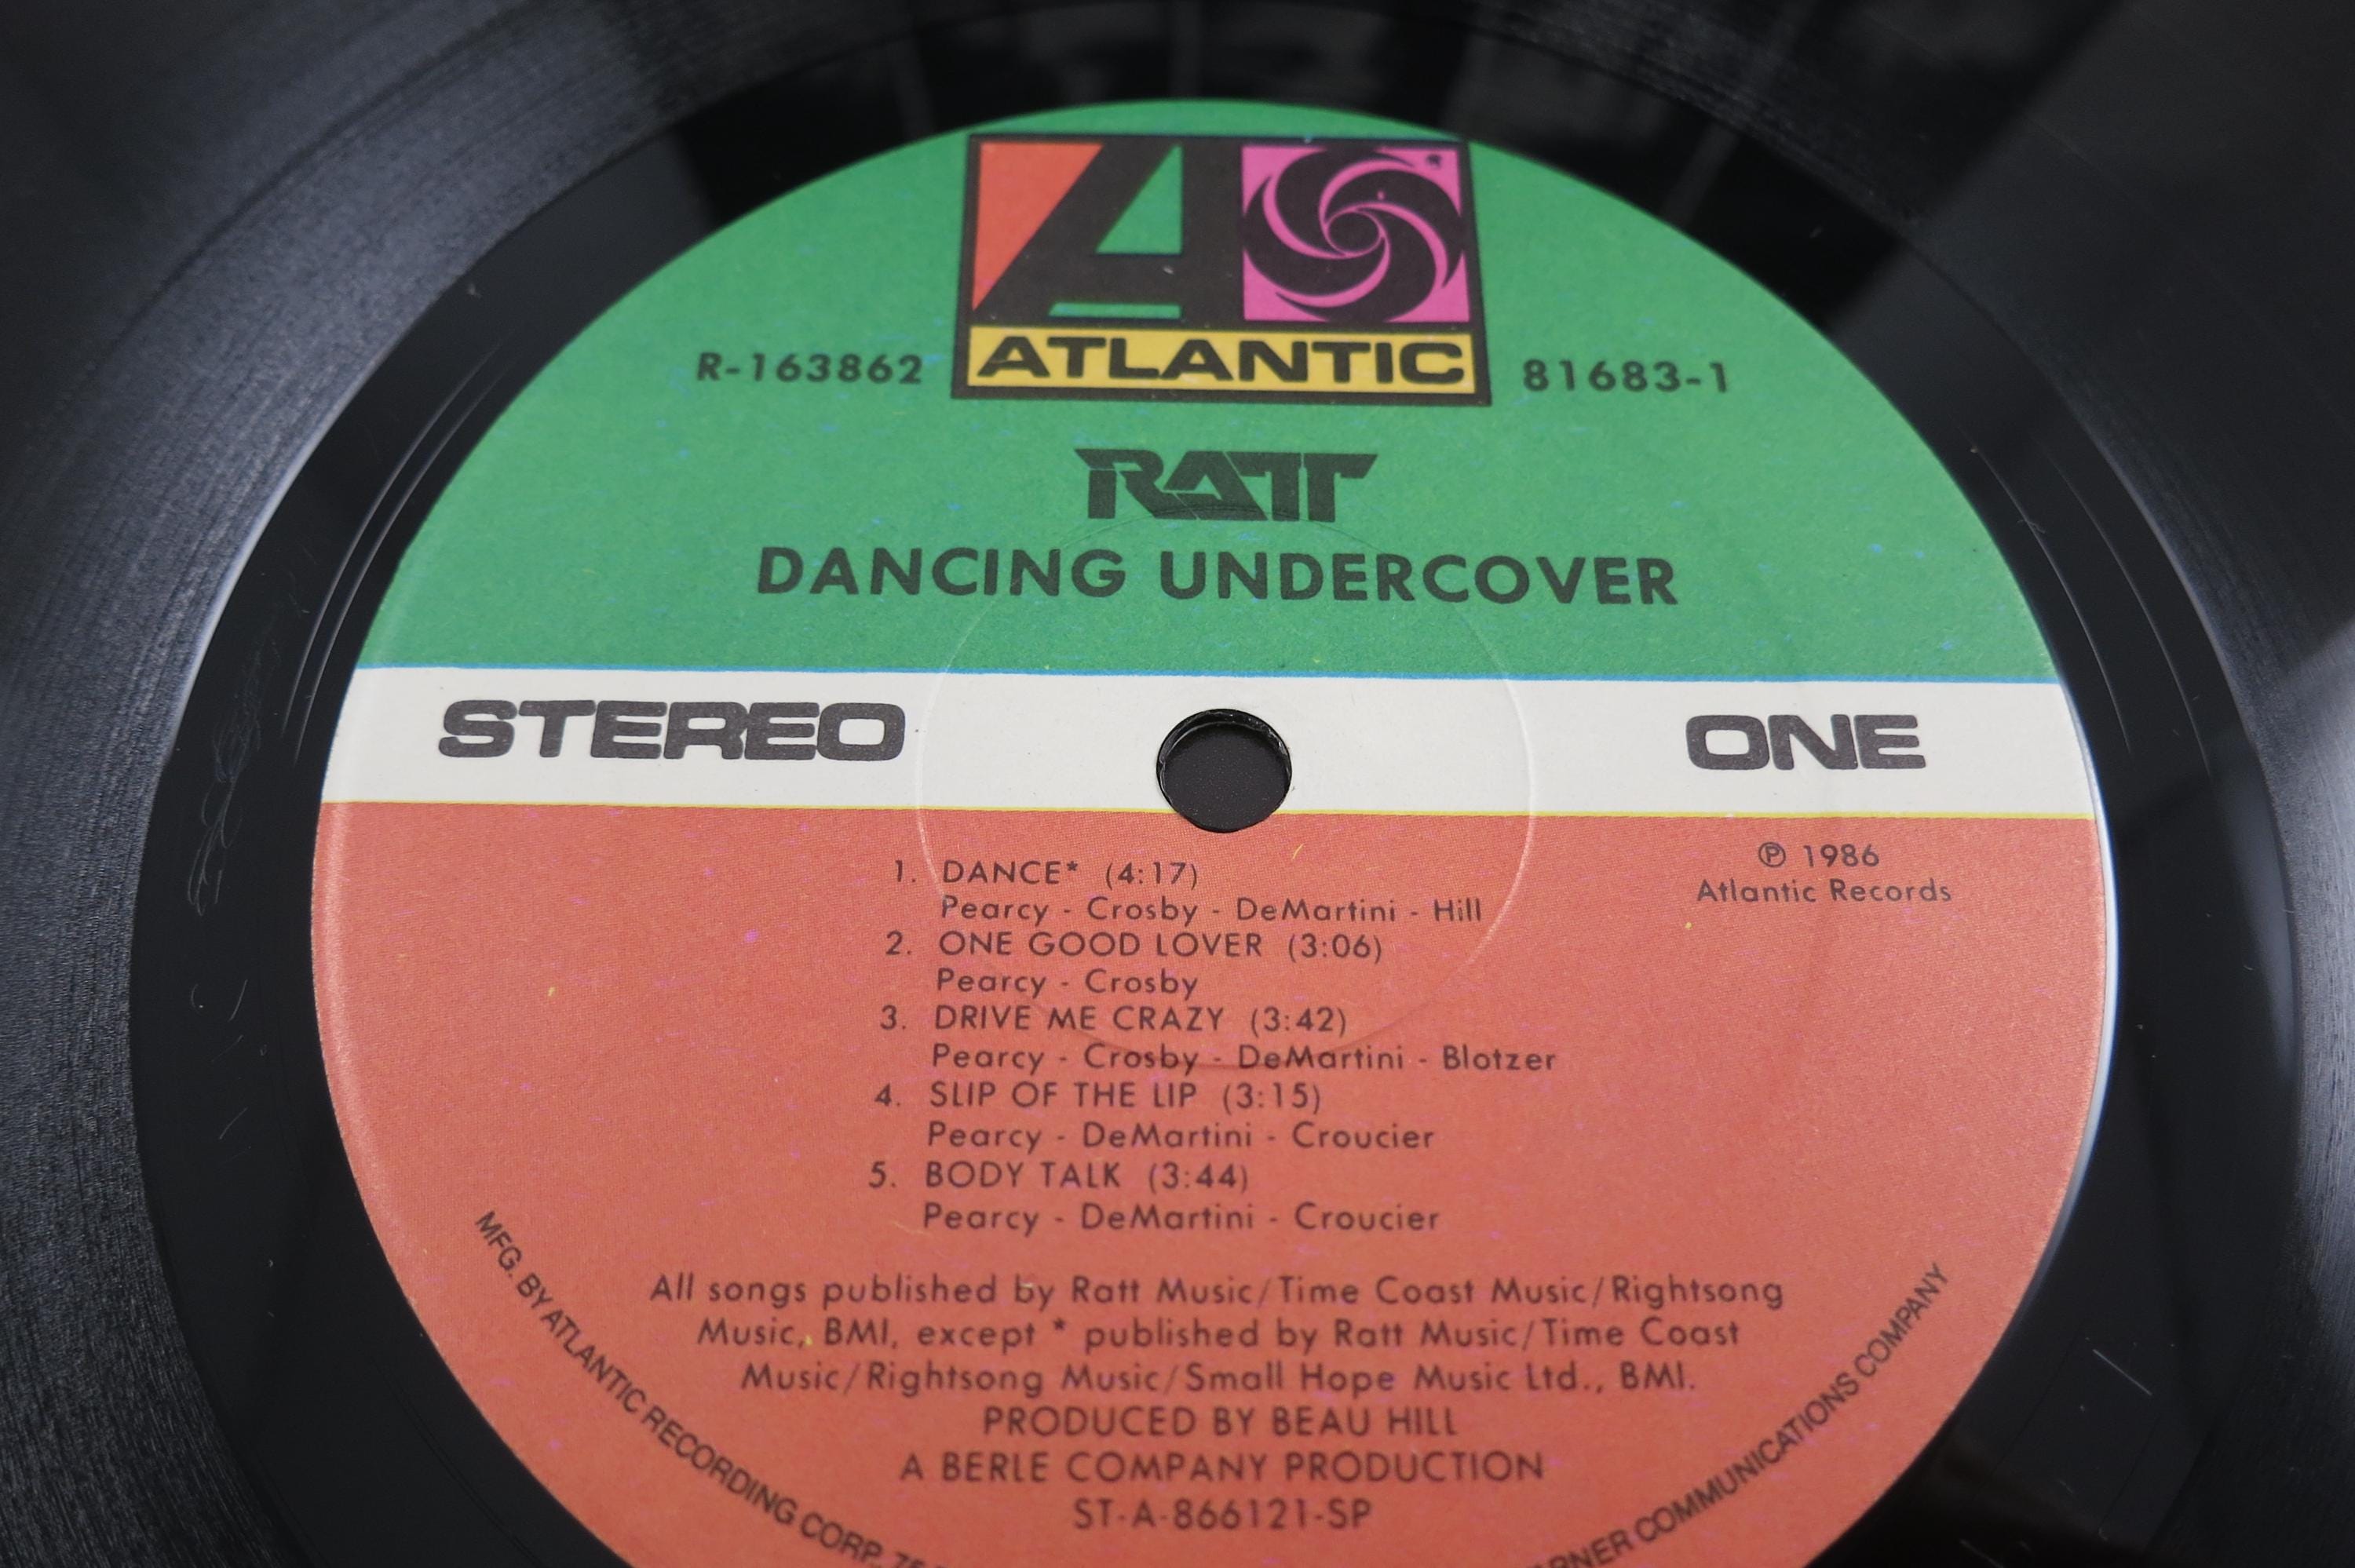 ATLANTIC
R-163862
81683-1
RATT
DANCING UNDERCOVER
STEREO
ONE
℗ 1986
Atlantic Records
1. DANCE* (4:17)
Pearcy - Crosby - DeMartini - Hill
2. ONE GOOD LOVER (3:06)
Pearcy - Crosby
3. DRIVE ME CRAZY (3:42)
Pearcy - Crosby - DeMartini - Blotzer
4. SLIP OF THE LIP (3:15)
Pearcy - DeMartini - Croucier
5. BODY TALK (3:44)
Pearcy - DeMartini - Croucier
All songs published by Ratt Music/Time Coast Music/Rightsong
Music, BMI, except * published by Ratt Music/Time Coast
Music/Rightsong Music/Small Hope Music Ltd., BMI.
PRODUCED BY BEAU HILL
A BERLE COMPANY PRODUCTION
ST-A-866121-SP
MFG. BY ATLANTIC RECORDING CORP.
COMMUNICATIONS COMPANY